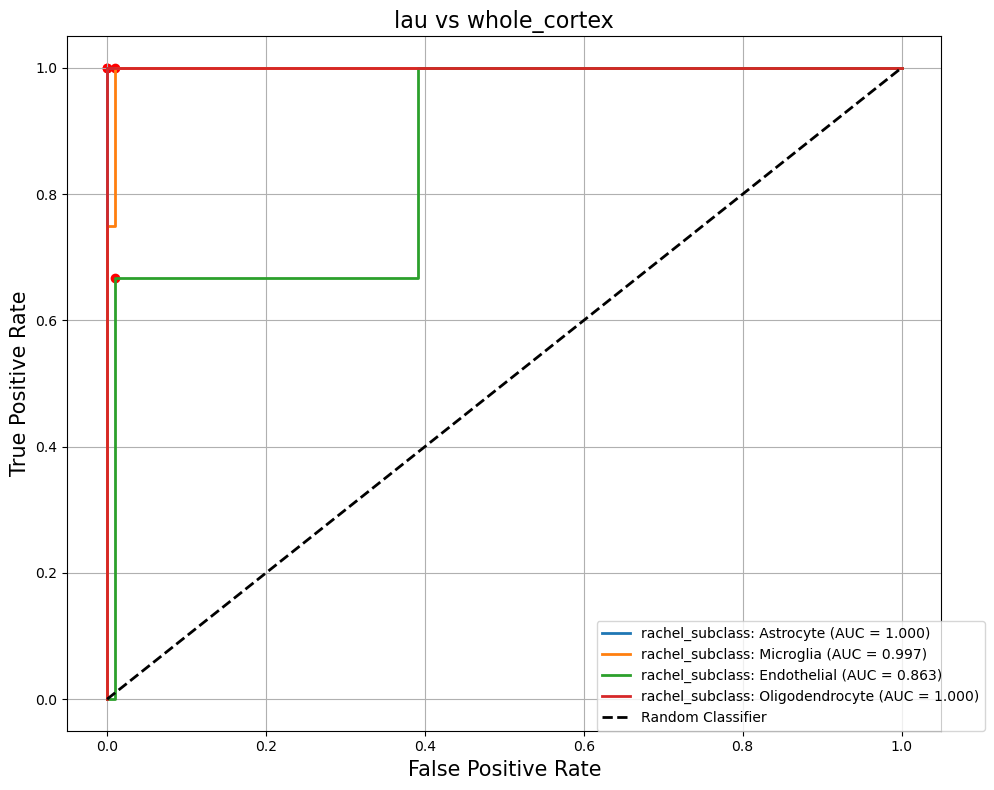 lau vs whole_cortex
True Positive Rate
1.0
0.8
0.6
0.4
0.2
0.0
rachel_subclass: Astrocyte (AUC = 1.000)
rachel_subclass: Microglia (AUC = 0.997)
rachel_subclass: Endothelial (AUC = 0.863)
rachel_subclass: Oligodendrocyte (AUC = 1.000)
Random Classifier
0.0 0.2 0.4 0.6 0.8 1.0
False Positive Rate